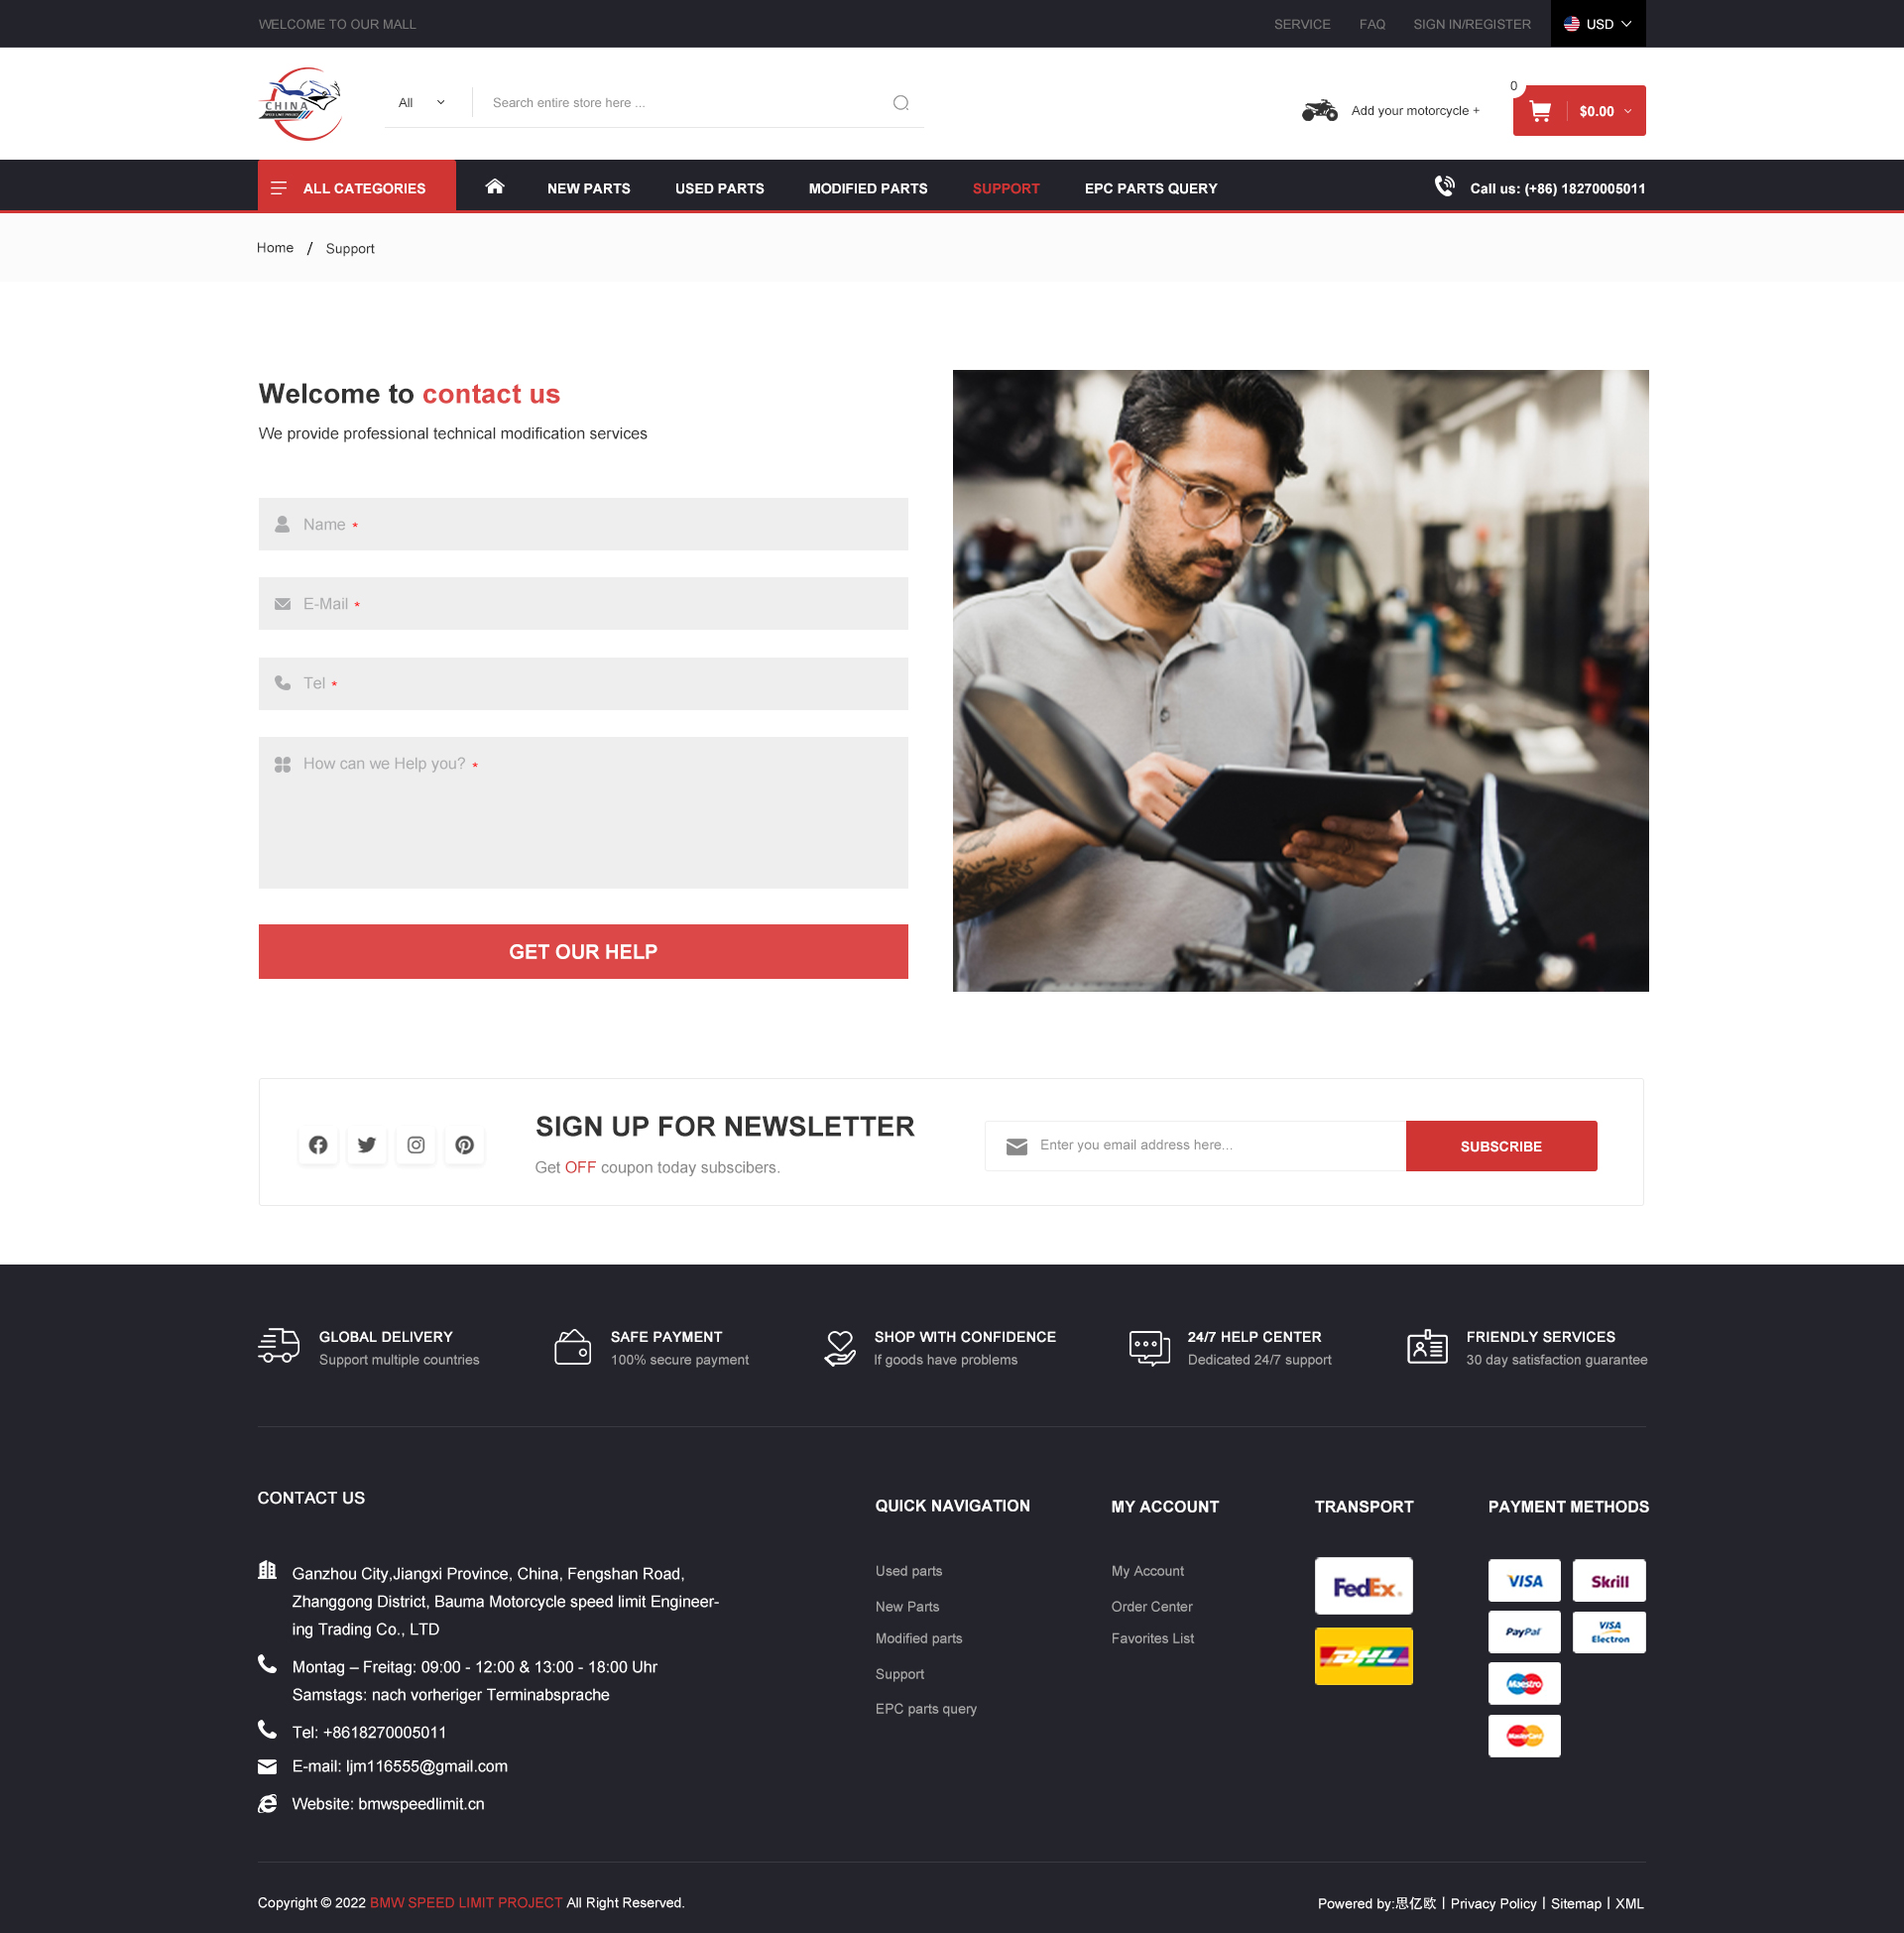 WELCOME TO OUR MALL
SERVICE FAQ SIGN IN/REGISTER USD
CHINA
All Search entire store here ...
Add your motorcycle +
0
$0.00
ALL CATEGORIES NEW PARTS USED PARTS MODIFIED PARTS SUPPORT EPC PARTS QUERY Call us: (+86) 18270005011
Home / Support
Welcome to contact us
We provide professional technical modification services
Name *
E-Mail *
Tel *
How can we Help you? *
GET OUR HELP
SIGN UP FOR NEWSLETTER
Get OFF coupon today subscibers.
Enter you email address here...
SUBSCRIBE
GLOBAL DELIVERY
Support multiple countries
SAFE PAYMENT
100% secure payment
SHOP WITH CONFIDENCE
If goods have problems
24/7 HELP CENTER
Dedicated 24/7 support
FRIENDLY SERVICES
30 day satisfaction guarantee
CONTACT US
Ganzhou City,Jiangxi Province, China, Fengshan Road,
Zhanggong District, Bauma Motorcycle speed limit Engineer-
ing Trading Co., LTD
Montag – Freitag: 09:00 - 12:00 & 13:00 - 18:00 Uhr
Samstags: nach vorheriger Terminabsprache
Tel: +8618270005011
E-mail: ljm116555@gmail.com
Website: bmwspeedlimit.cn
QUICK NAVIGATION
Used parts
New Parts
Modified parts
Support
EPC parts query
MY ACCOUNT
My Account
Order Center
Favorites List
TRANSPORT
FedEx
DHL
PAYMENT METHODS
VISA
Skrill
PayPal
VISA
Electron
Maestro
MasterCard
Copyright © 2022 BMW SPEED LIMIT PROJECT All Right Reserved.
Powered by:思亿欧 | Privacy Policy | Sitemap | XML